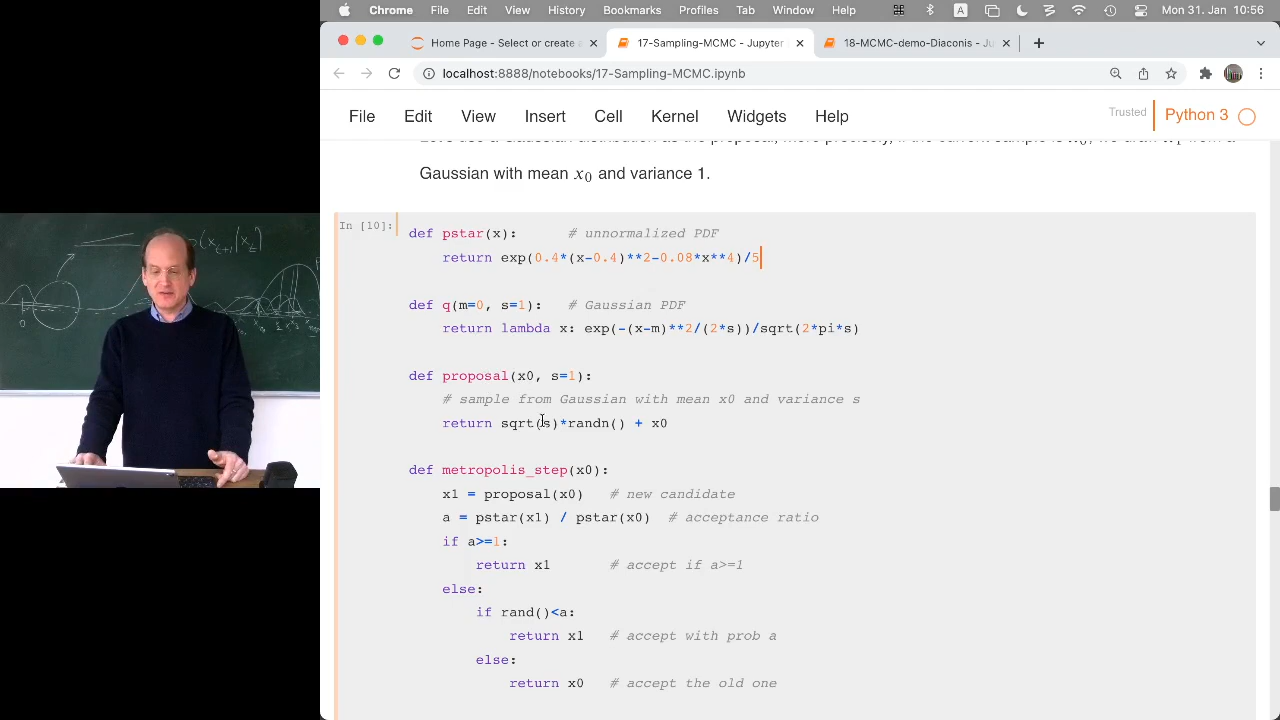 Chrome File Edit View History Bookmarks Profiles Tab Window Help A Mon 31. Jan 10:56
Home Page - Select or create a × 17-Sampling-MCMC - Jupyter × 18-MCMC-demo-Diaconis - Ju × +
localhost:8888/notebooks/17-Sampling-MCMC.ipynb
File Edit View Insert Cell Kernel Widgets Help Trusted Python 3
Gaussian with mean x₀ and variance 1.
In [10]:
def pstar(x): # unnormalized PDF
return exp(0.4*(x-0.4)**2-0.08*x**4)/5
def q(m=0, s=1): # Gaussian PDF
return lambda x: exp(-(x-m)**2/(2*s))/sqrt(2*pi*s)
def proposal(x0, s=1):
# sample from Gaussian with mean x0 and variance s
return sqrt(s)*randn() + x0
def metropolis_step(x0):
x1 = proposal(x0) # new candidate
a = pstar(x1) / pstar(x0) # acceptance ratio
if a>=1:
return x1 # accept if a>=1
else:
if rand()<a:
return x1 # accept with prob a
else:
return x0 # accept the old one
(x_{t+1}|x_t)
0